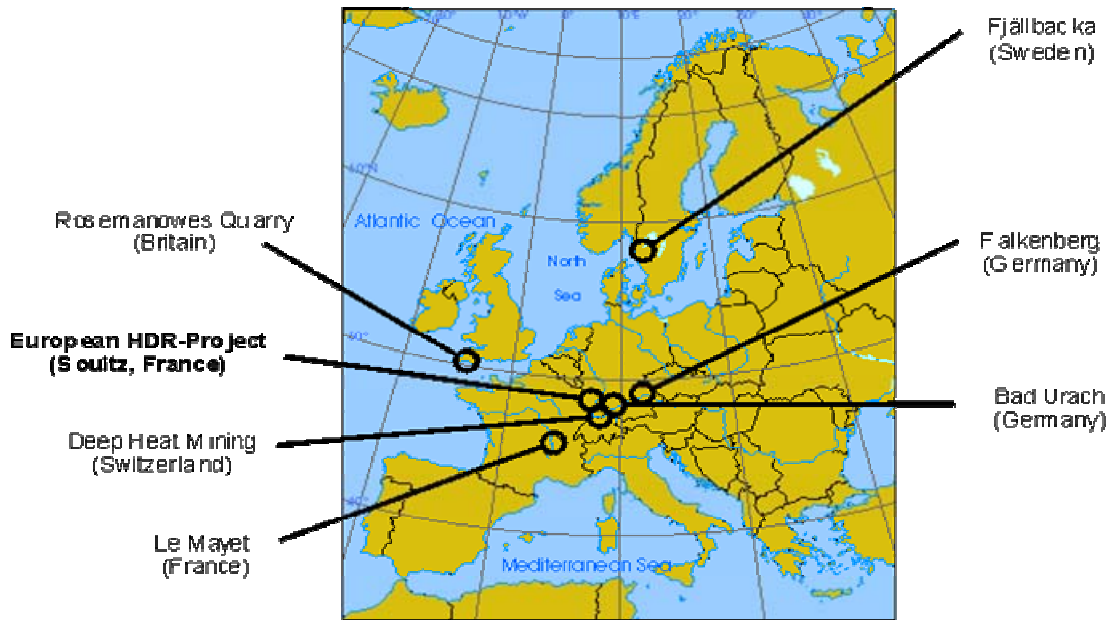 Fjällbacka
(Sweden)
Rosemanowes Quarry
(Britain)
Atlantic Ocean
North
Sea
Falkenberg
(Germany)
European HDR-Project
(Soultz, France)
Bad Urach
(Germany)
Deep Heat Mining
(Switzerland)
Le Mayet
(France)
Mediterranean Sea